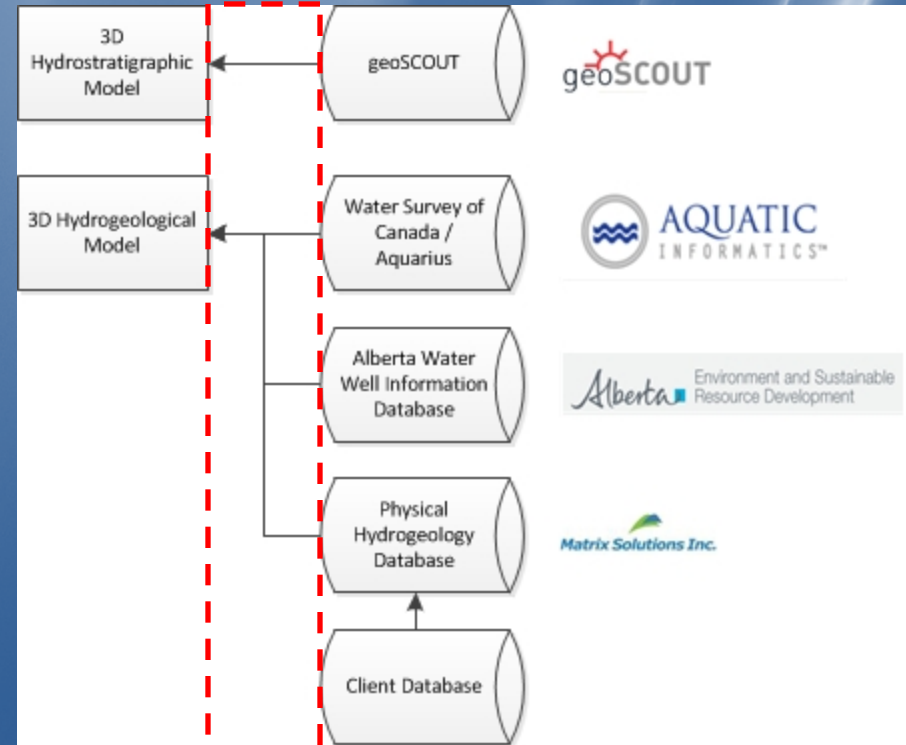 3D
Hydrostratigraphic
Model
geoSCOUT
geoSCOUT
3D Hydrogeological
Model
Water Survey of
Canada /
Aquarius
AQUATIC
INFORMATICS™
Alberta Water
Well Information
Database
Alberta
Environment and Sustainable
Resource Development
Physical
Hydrogeology
Database
Matrix Solutions Inc.
Client Database